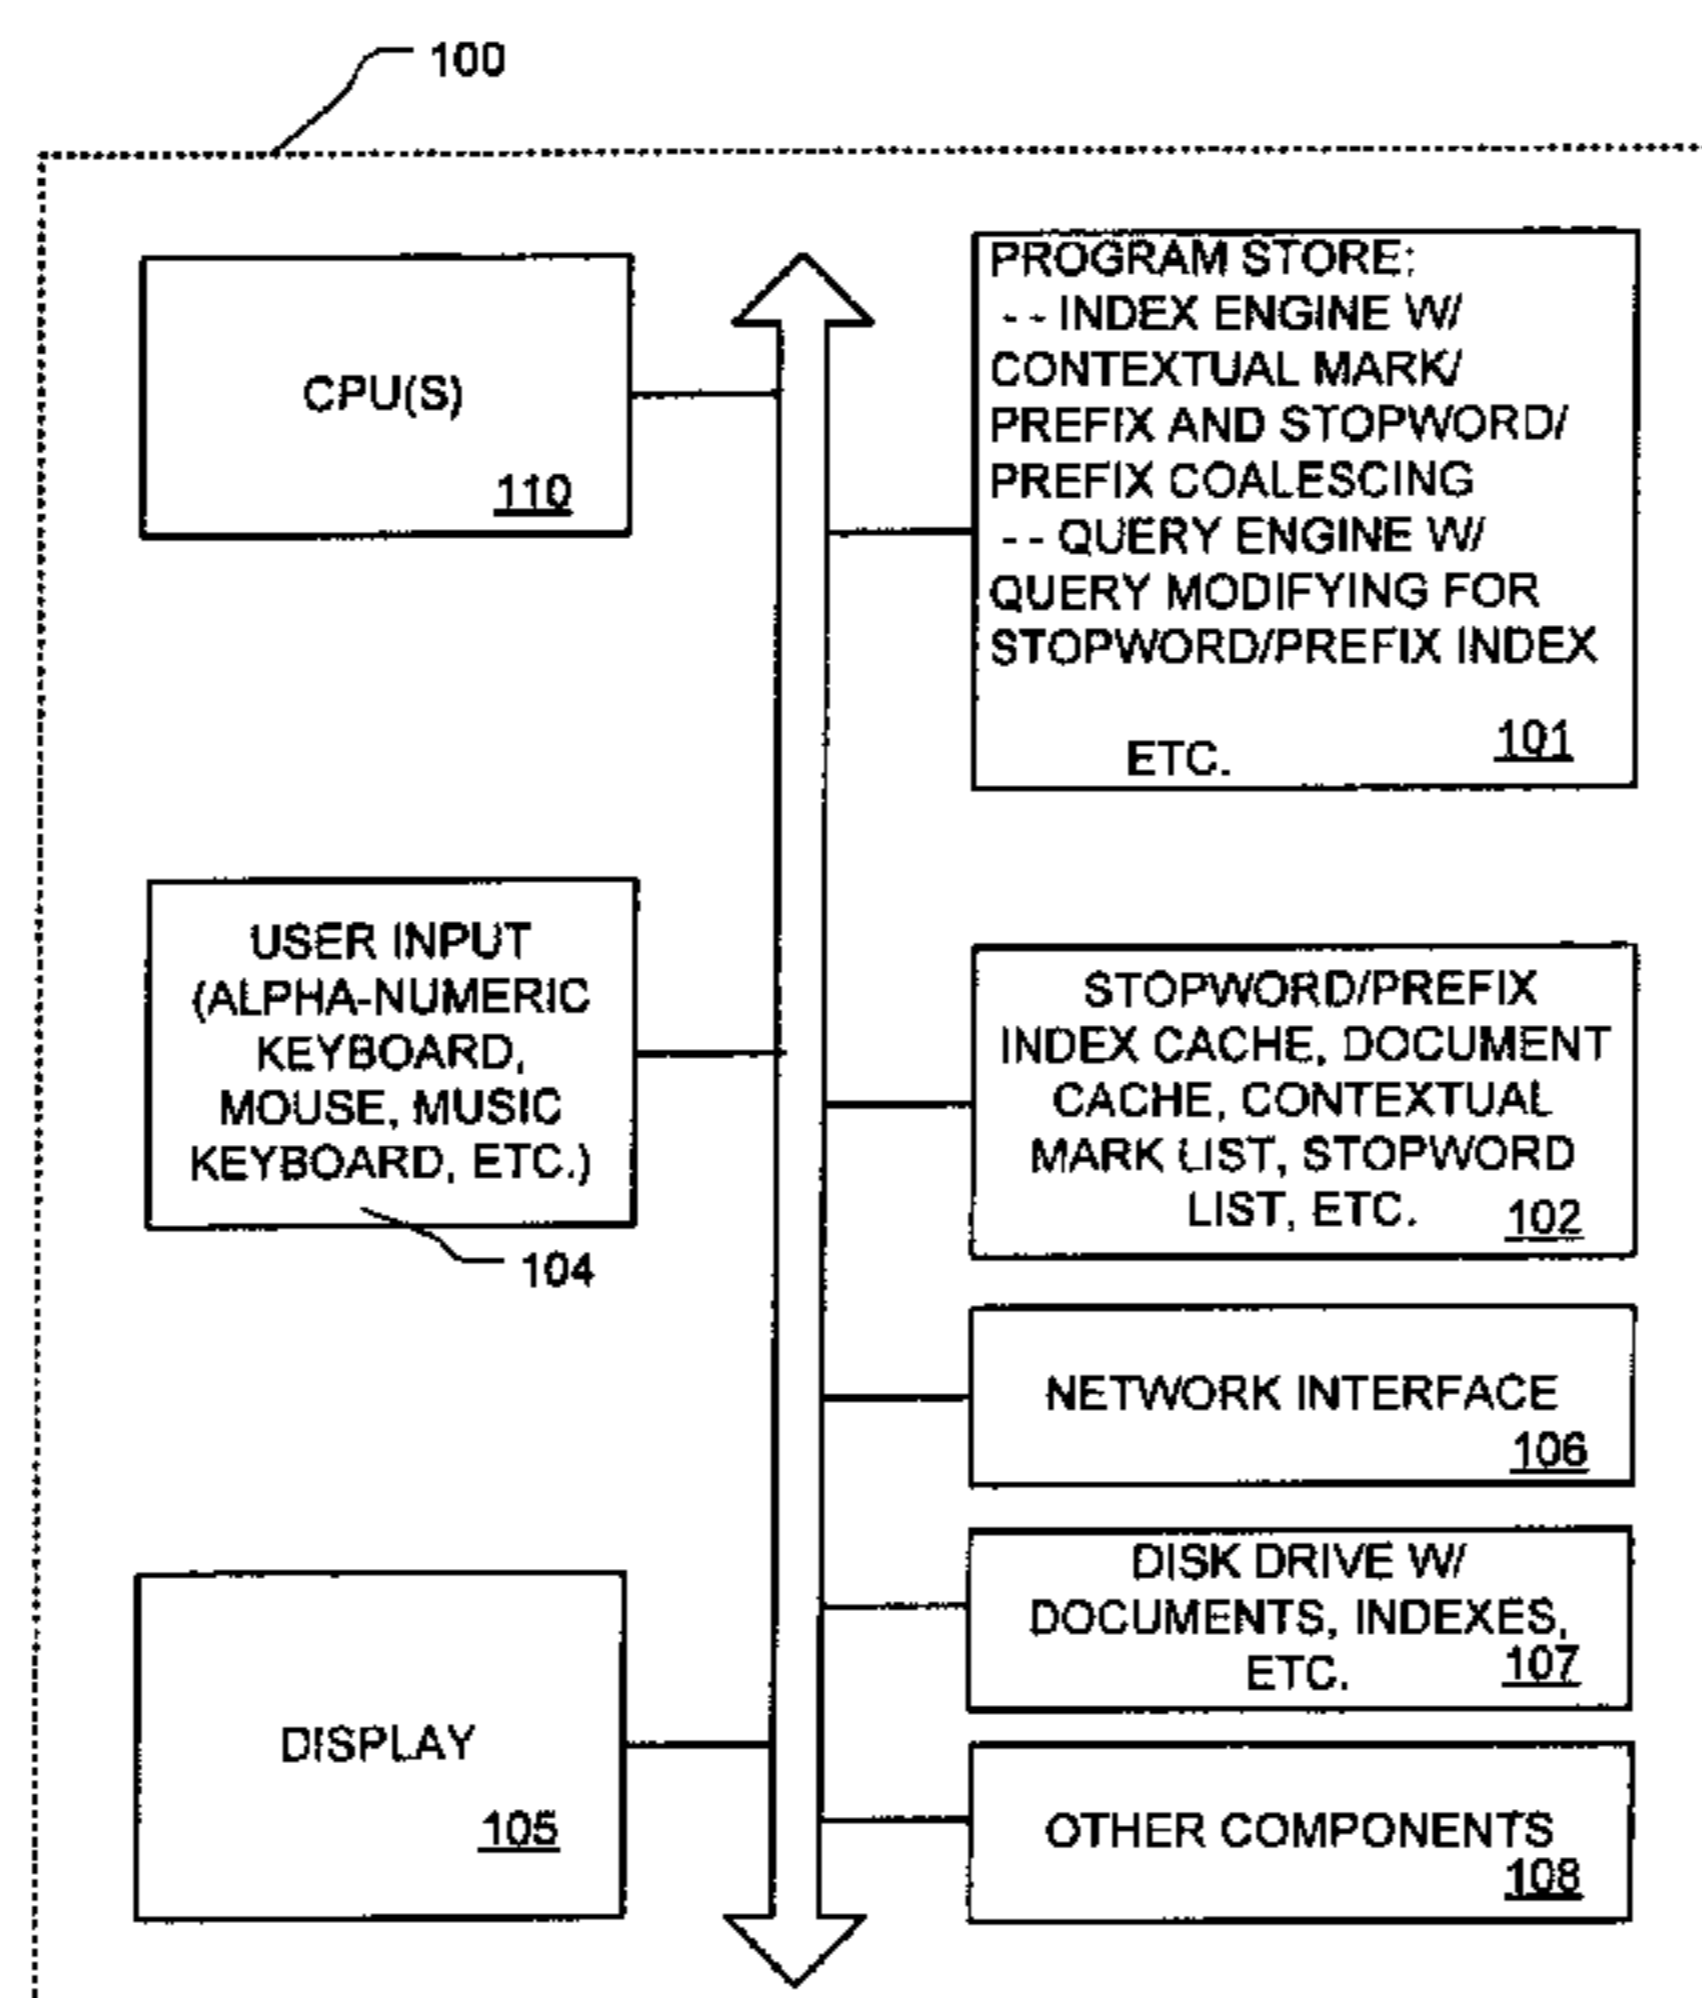 100
CPU(S)
110
PROGRAM STORE:
-- INDEX ENGINE W/
CONTEXTUAL MARK/
PREFIX AND STOPWORD/
PREFIX COALESCING
-- QUERY ENGINE W/
QUERY MODIFYING FOR
STOPWORD/PREFIX INDEX
ETC.
101
USER INPUT
(ALPHA-NUMERIC
KEYBOARD,
MOUSE, MUSIC
KEYBOARD, ETC.)
104
STOPWORD/PREFIX
INDEX CACHE, DOCUMENT
CACHE, CONTEXTUAL
MARK LIST, STOPWORD
LIST, ETC.
102
NETWORK INTERFACE
106
DISK DRIVE W/
DOCUMENTS, INDEXES,
ETC.
107
DISPLAY
105
OTHER COMPONENTS
108